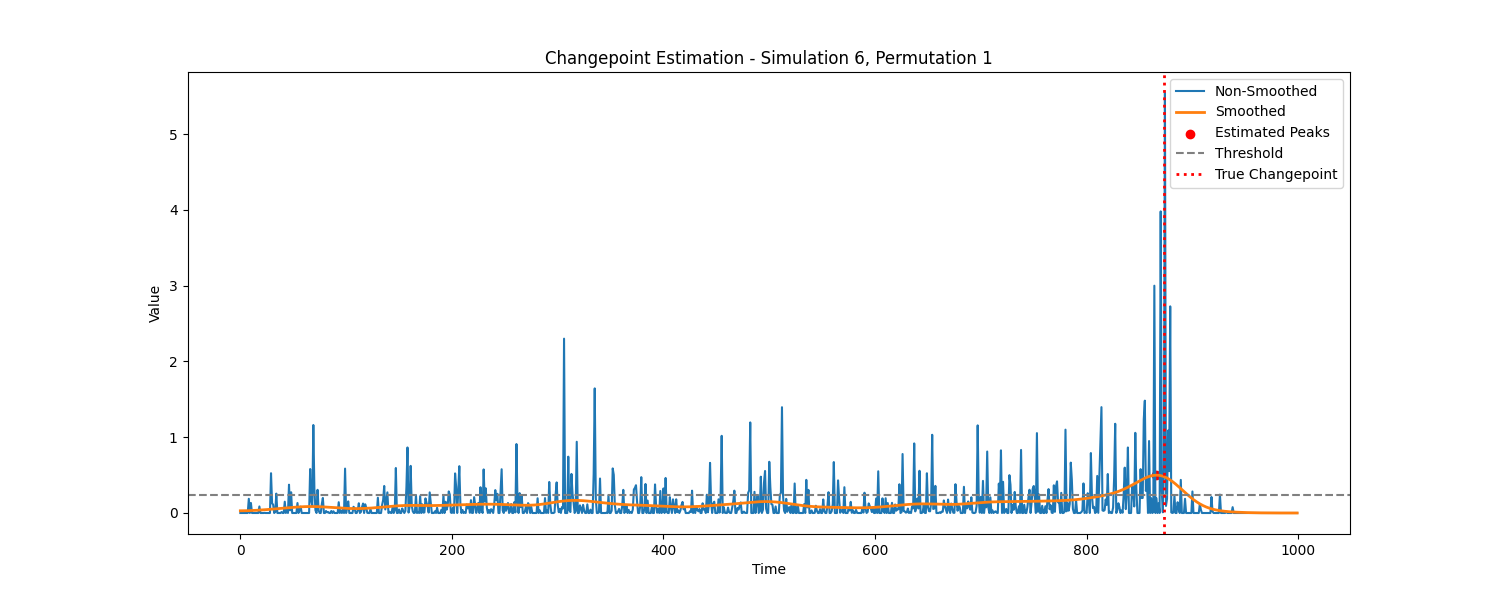 Changepoint Estimation - Simulation 6, Permutation 1
Non-Smoothed
Smoothed
Estimated Peaks
Threshold
True Changepoint
Value
5
4
3
2
1
0
0
200
400
600
800
1000
Time